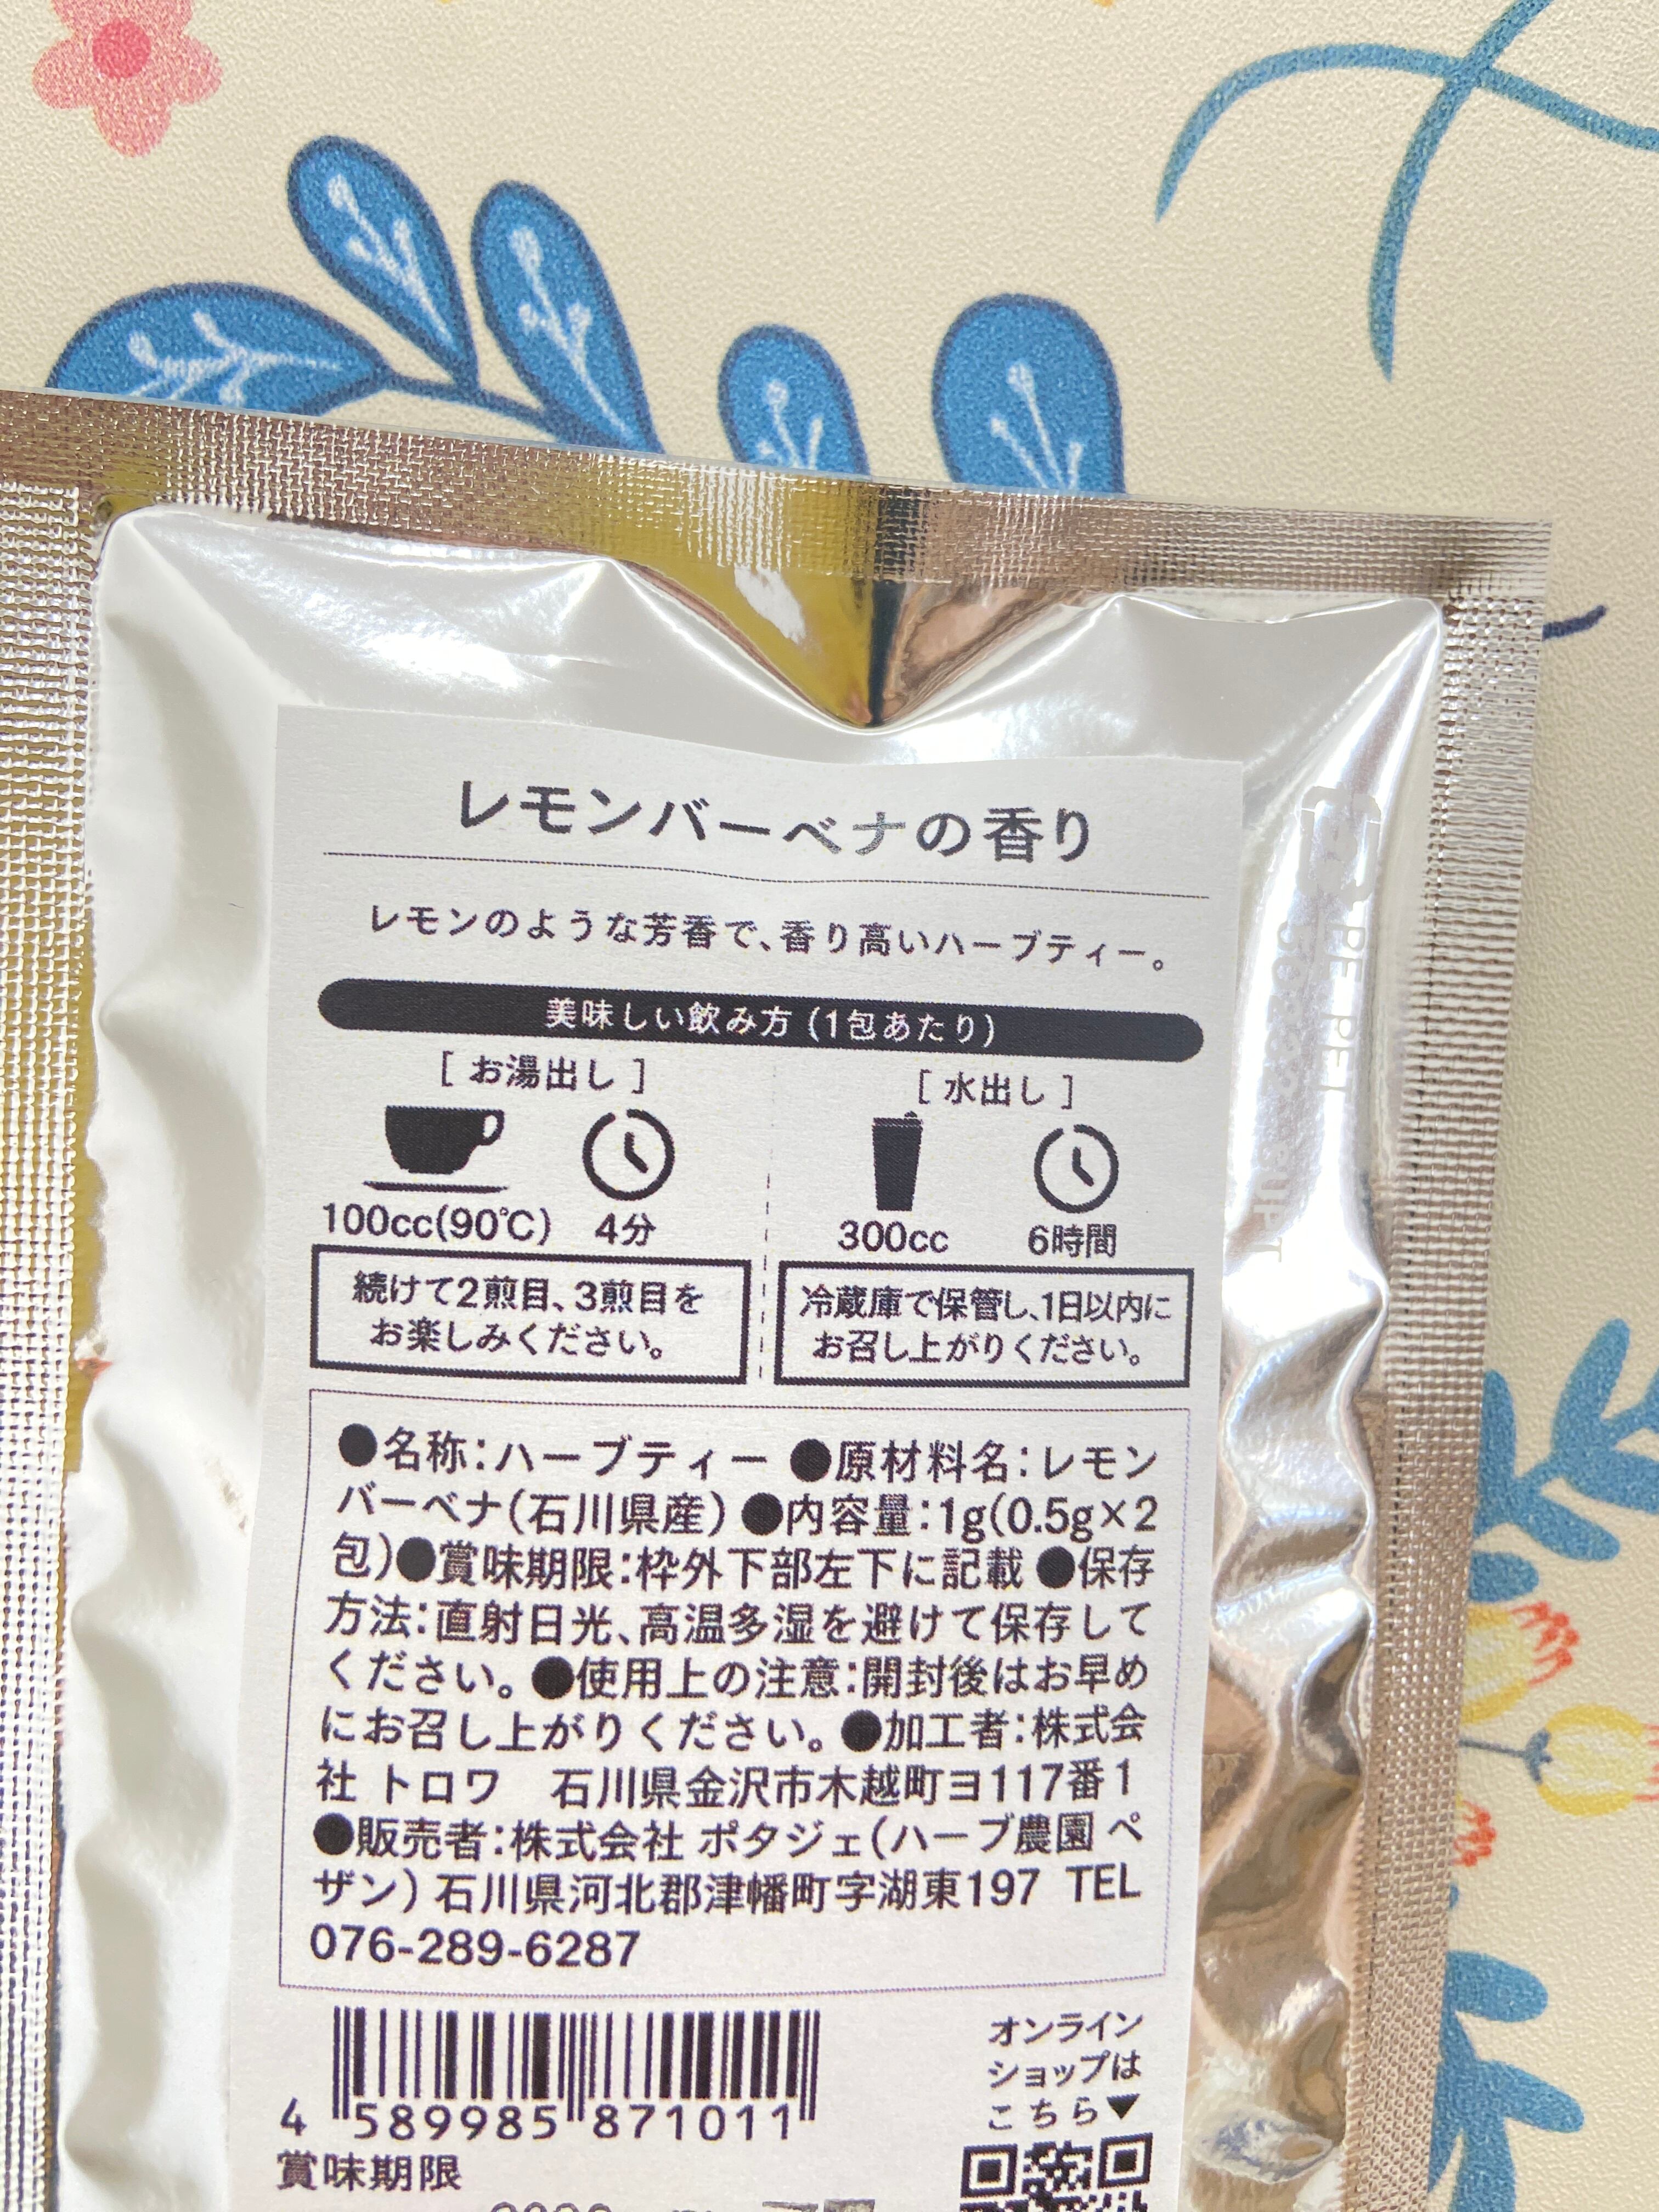 レモンバーベナの香り
レモンのような芳香で、香り高いハーブティー。
美味しい飲み方(1包あたり)
[ お湯出し ]
100cc(90℃) 4分
続けて2煎目、3煎目を
お楽しみください。
[ 水出し ]
300cc 6時間
冷蔵庫で保管し、1日以内に
お召し上がりください。
●名称：ハーブティー ●原材料名：レモン
バーベナ(石川県産) ●内容量：1g(0.5g×2
包)●賞味期限：枠外下部左下に記載 ●保存
方法：直射日光、高温多湿を避けて保存して
ください。●使用上の注意：開封後はお早め
にお召し上がりください。●加工者：株式会
社 トロワ　石川県金沢市木越町ヨ117番1
●販売者：株式会社 ポタジェ(ハーブ農園 ペ
ザン) 石川県河北郡津幡町字湖東197 TEL
076-289-6287
4 589985 871011
賞味期限
オンライン
ショップは
こちら▼